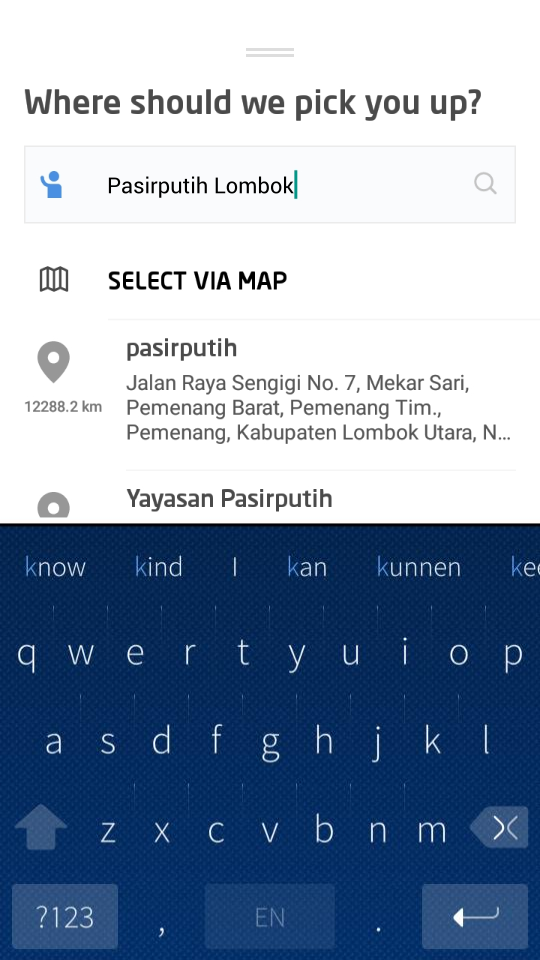 Where should we pick you up?
Pasirputih Lombok
SELECT VIA MAP
pasirputih
12288.2 km
Jalan Raya Sengigi No. 7, Mekar Sari,
Pemenang Barat, Pemenang Tim.,
Pemenang, Kabupaten Lombok Utara, N...
Yayasan Pasirputih
know kind I kan kunnen kee
q w e r t y u i o p
a s d f g h j k l
z x c v b n m
?123 , EN .